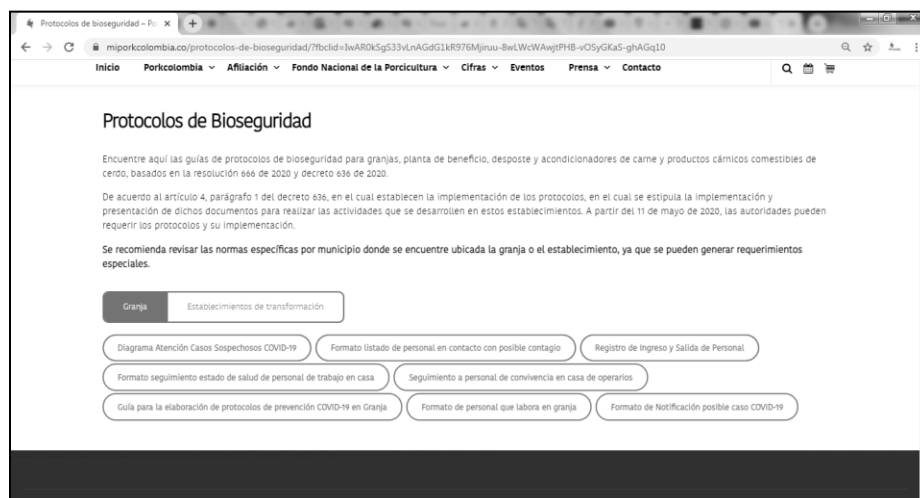 Protocolos de bioseguridad – Po
miporkcolombia.co/protocolos-de-bioseguridad/?fbclid=IwAR0kSgS33vLnAGdG1kR976Mjiruu-8wLWcWAwjtPHB-vOSyGKaS-ghAGq10
Inicio Porkcolombia Afiliación Fondo Nacional de la Porcicultura Cifras Eventos Prensa Contacto
Protocolos de Bioseguridad
Encuentre aquí las guías de protocolos de bioseguridad para granjas, planta de beneficio, desposte y acondicionadores de carne y productos cárnicos comestibles de
cerdo, basados en la resolución 666 de 2020 y decreto 636 de 2020.
De acuerdo al artículo 4, parágrafo 1 del decreto 636, en el cual establecen la implementación de los protocolos, en el cual se estipula la implementación y
presentación de dichos documentos para realizar las actividades que se desarrollen en estos establecimientos. A partir del 11 de mayo de 2020, las autoridades pueden
requerir los protocolos y su implementación.
Se recomienda revisar las normas específicas por municipio donde se encuentre ubicada la granja o el establecimiento, ya que se pueden generar requerimientos
especiales.
Granja Establecimientos de transformación
Diagrama Atención Casos Sospechosos COVID-19 Formato listado de personal en contacto con posible contagio Registro de Ingreso y Salida de Personal
Formato seguimiento estado de salud de personal de trabajo en casa Seguimiento a personal de convivencia en casa de operarios
Guía para la elaboración de protocolos de prevención COVID-19 en Granja Formato de personal que labora en granja Formato de Notificación posible caso COVID-19